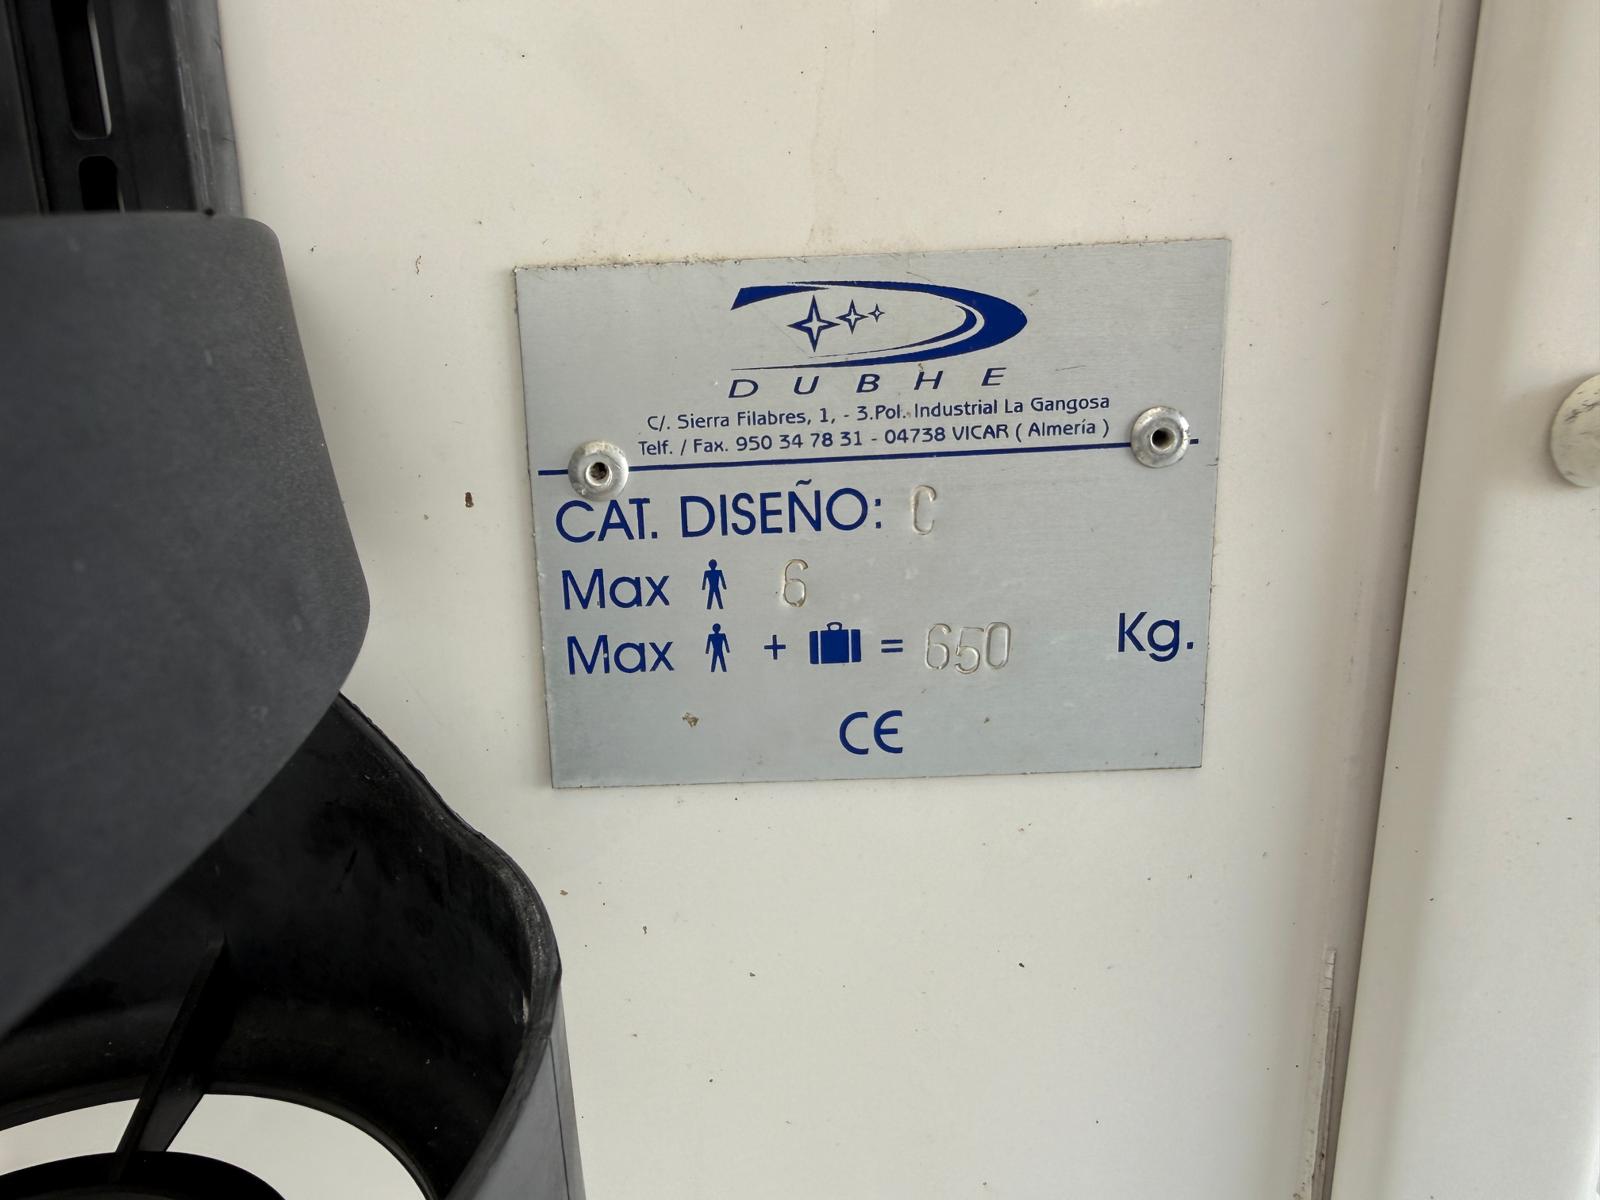 DUBHE
C/. Sierra Filabres, 1, - 3.Pol. Industrial La Gangosa
Telf. / Fax. 950 34 78 31 - 04738 VICAR ( Almería )
CAT. DISEÑO: C
Max 6
Max + = 650 Kg.
CE